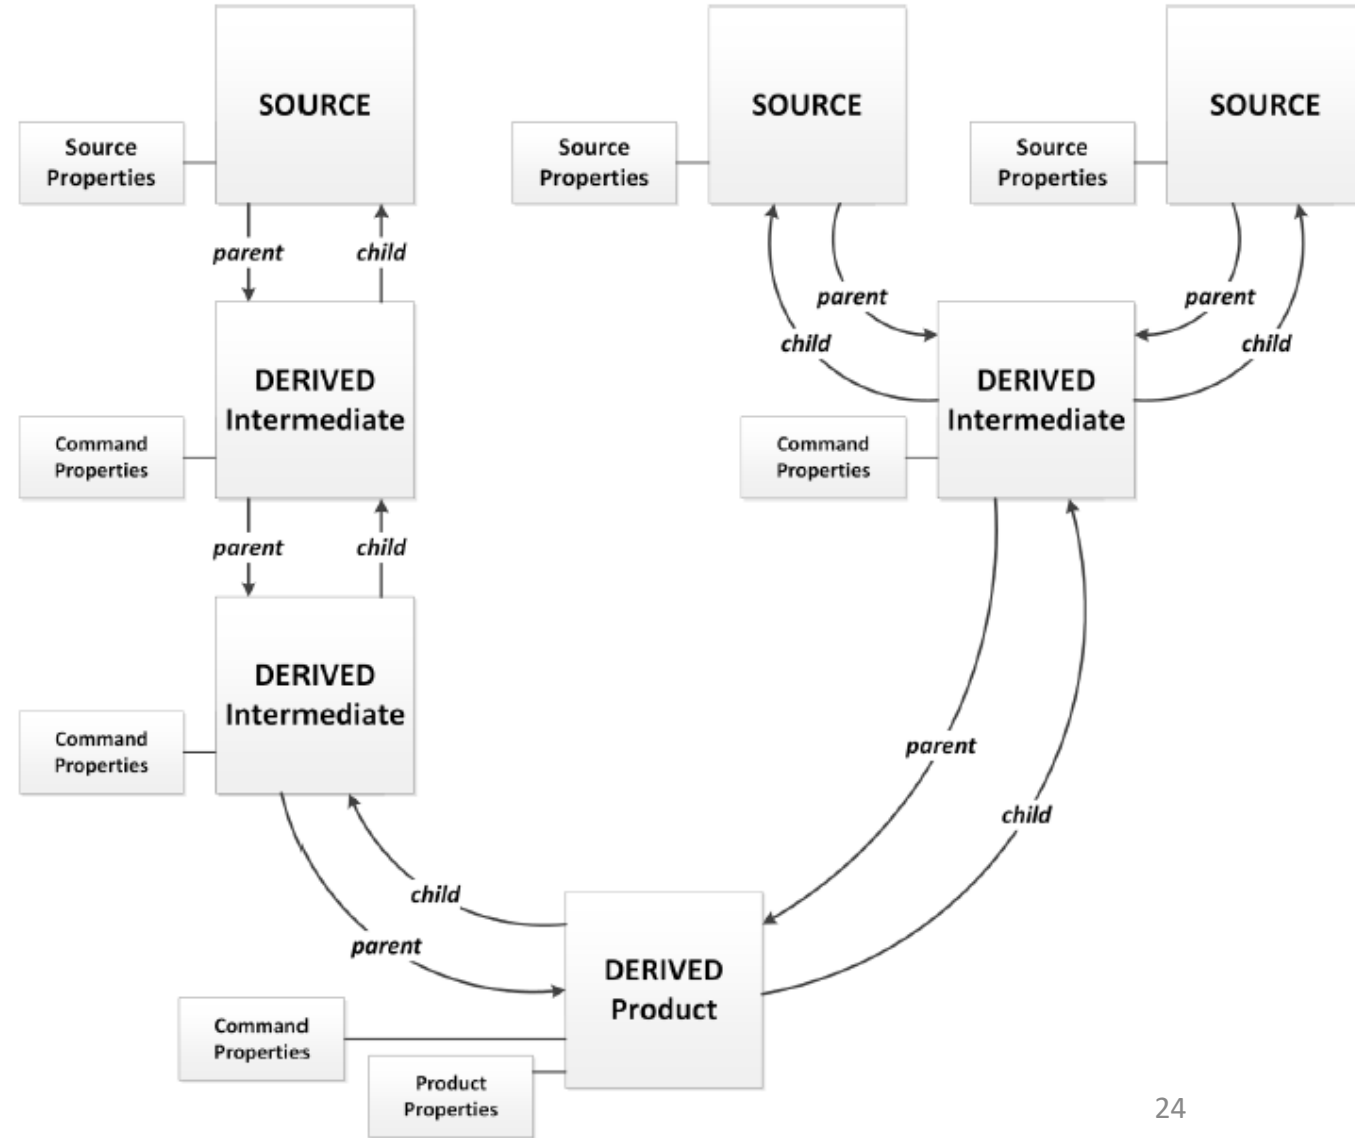 SOURCE
SOURCE
SOURCE
Source
Properties
Source
Properties
Source
Properties
parent
child
parent
child
parent
child
DERIVED
Intermediate
DERIVED
Intermediate
Command
Properties
Command
Properties
parent
child
DERIVED
Intermediate
Command
Properties
parent
child
child
parent
DERIVED
Product
Command
Properties
Product
Properties
24